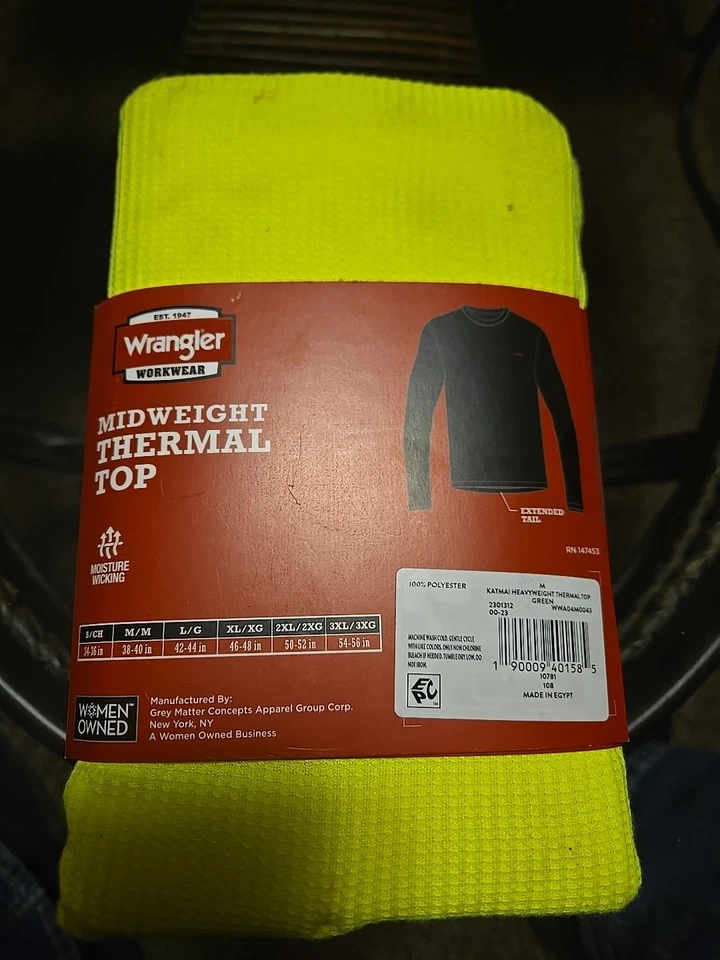 EST. 1947
Wrangler
WORKWEAR
MIDWEIGHT
THERMAL
TOP
MOISTURE
WICKING
EXTENDED
TAIL
RN 147453
S/CH M/M L/G XL/XG 2XL/2XG 3XL/3XG
34-36 in 38-40 in 42-44 in 46-48 in 50-52 in 54-56 in
WOMEN™
OWNED
Manufactured By:
Grey Matter Concepts Apparel Group Corp.
New York, NY
A Women Owned Business
100% POLYESTER
M
KATMAI HEAVYWEIGHT THERMAL TOP
GREEN
2301312 WWA04M0043
00-23
MACHINE WASH COLD. GENTLE CYCLE
WITH LIKE COLORS. ONLY NON CHLORINE
BLEACH IF NEEDED. TUMBLE DRY LOW. DO
NOT IRON.
1 90009 40158 5
10781
108
MADE IN EGYPT
EPC